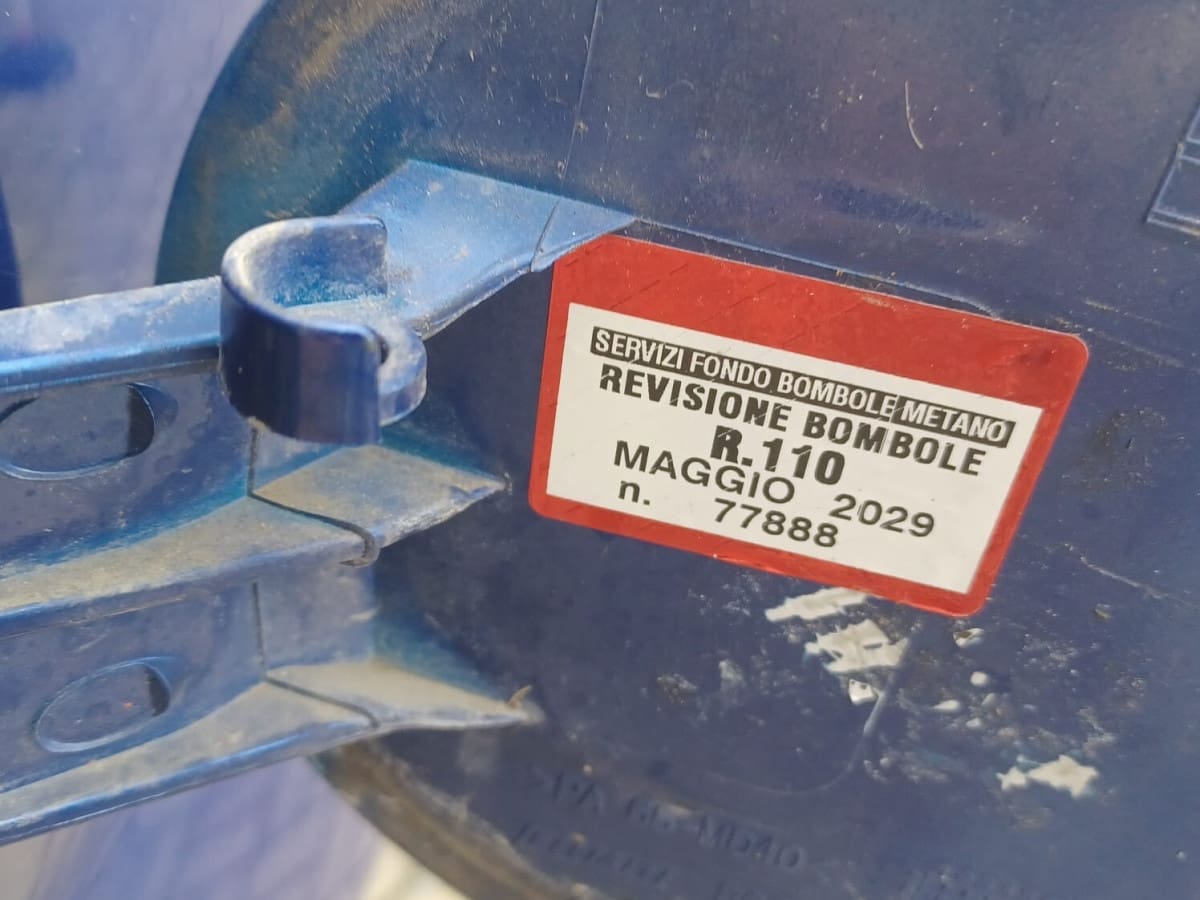 SERVIZI FONDO BOMBOLE METANO
REVISIONE BOMBOLE
R.110
MAGGIO 2029
n. 77888